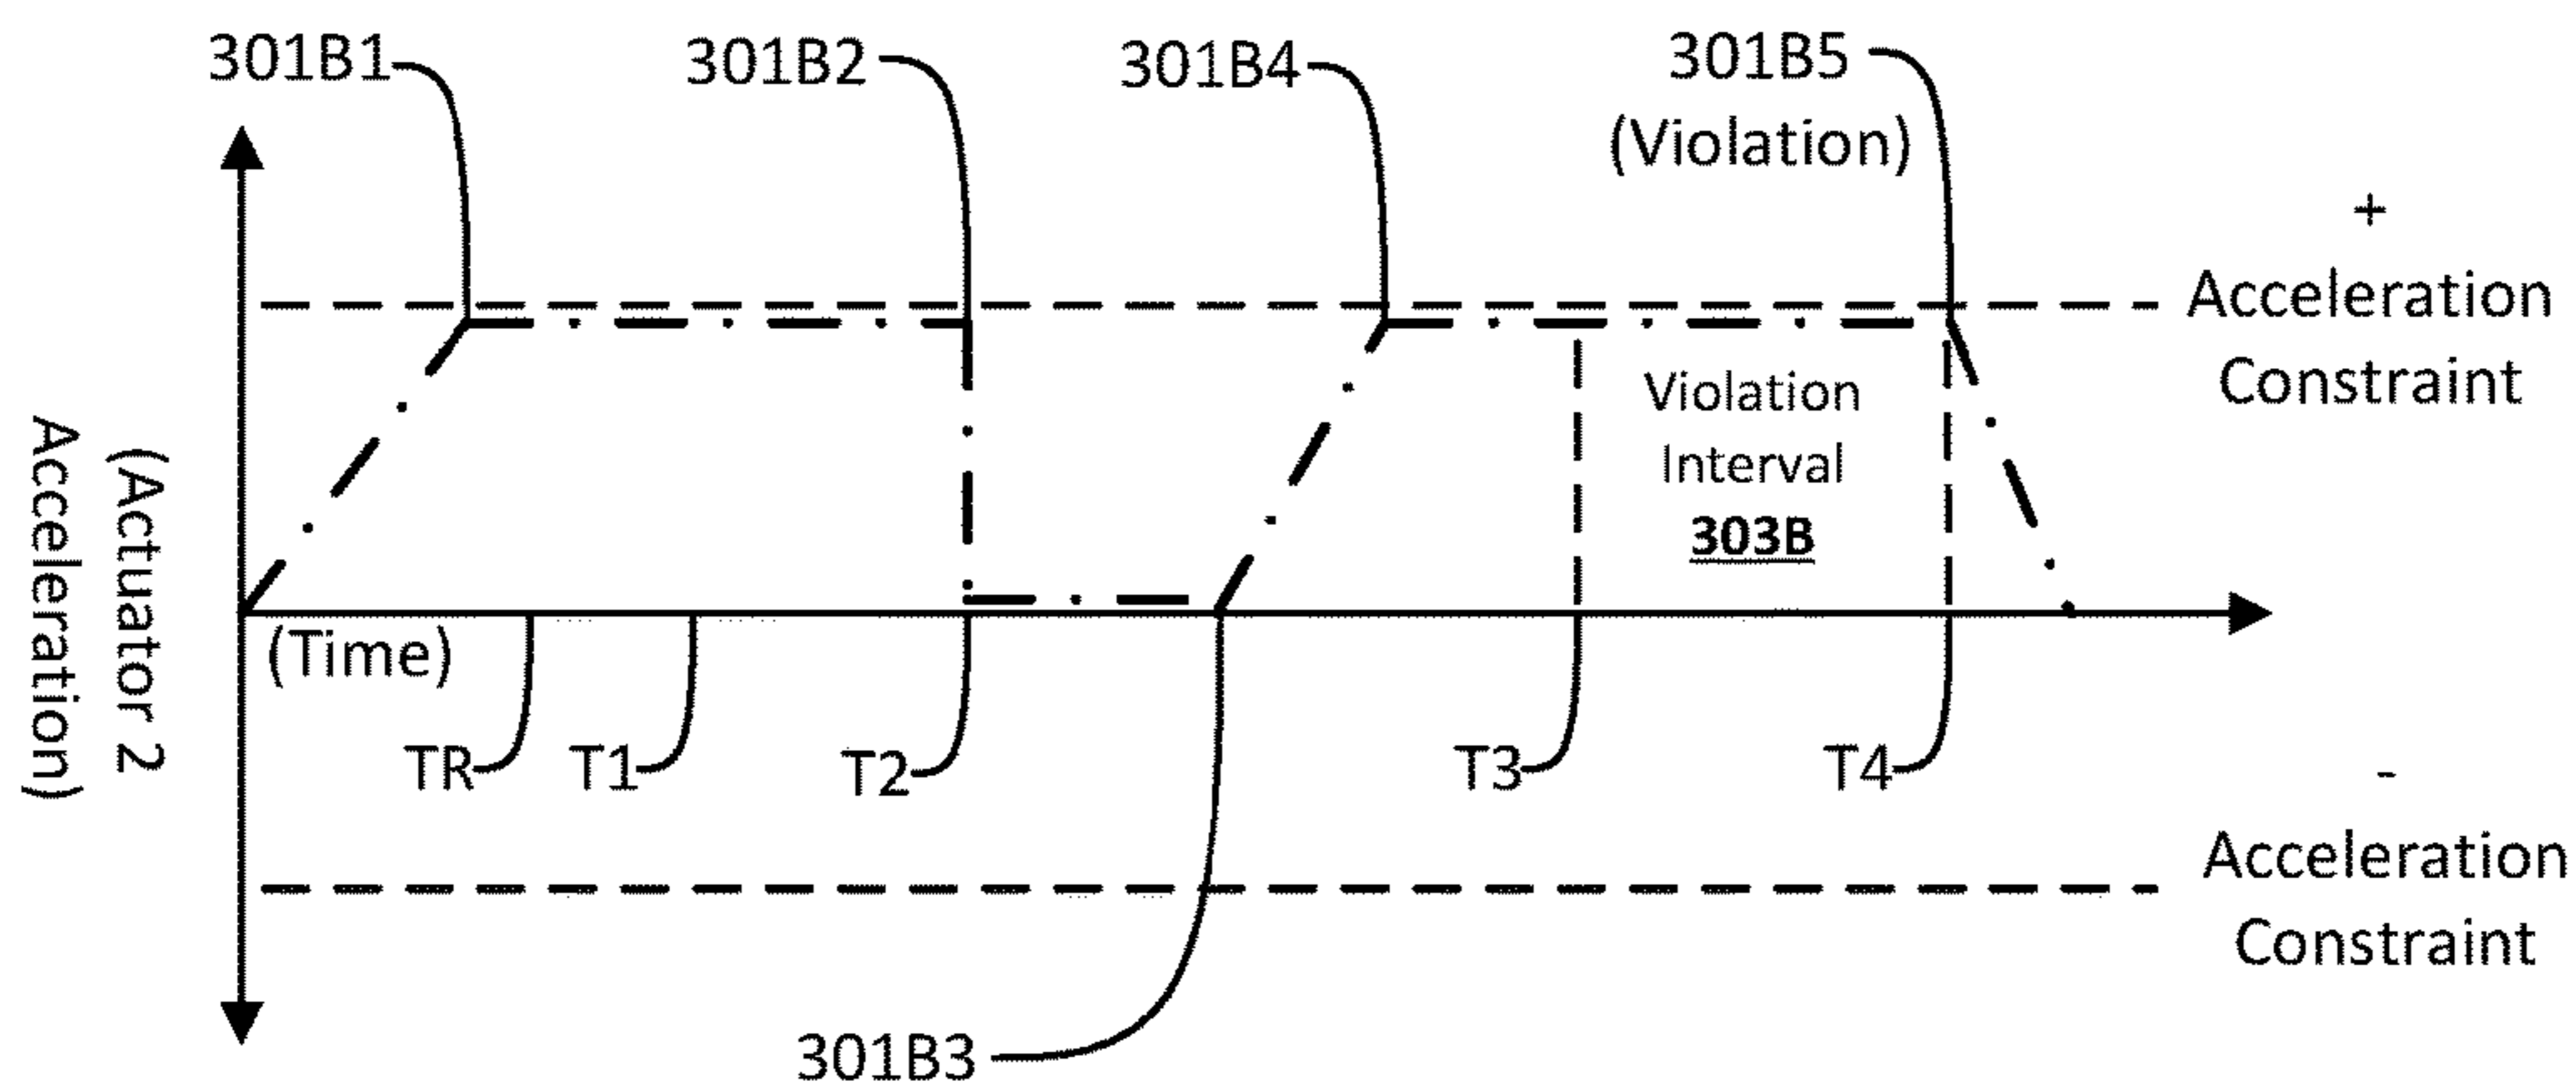 301B1
301B2
301B4
301B5
(Violation)
+
Acceleration
Constraint
Violation
Interval
303B
(Actuator 2
Acceleration)
(Time)
TR
T1
T2
T3
T4
-
Acceleration
Constraint
301B3